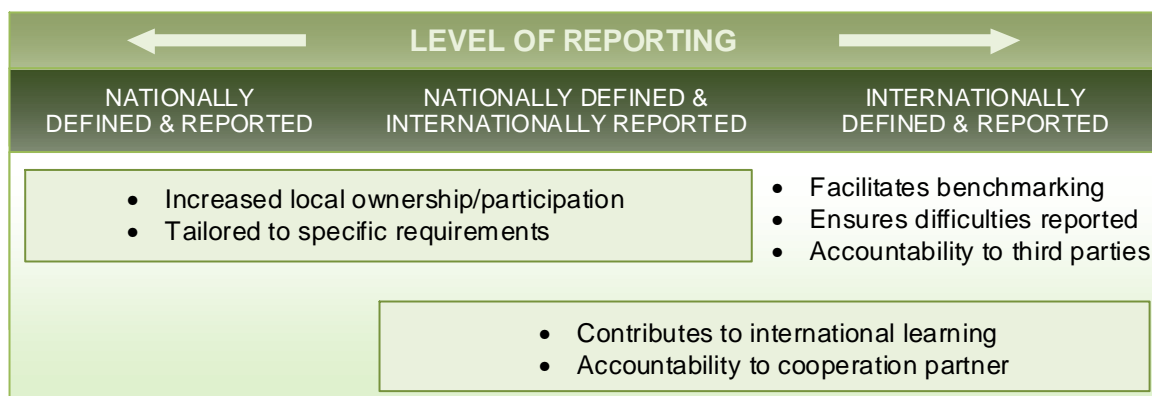 LEVEL OF REPORTING
NATIONALLY
DEFINED & REPORTED
NATIONALLY DEFINED &
INTERNATIONALLY REPORTED
INTERNATIONALLY
DEFINED & REPORTED
• Increased local ownership/participation
• Tailored to specific requirements
• Facilitates benchmarking
• Ensures difficulties reported
• Accountability to third parties
• Contributes to international learning
• Accountability to cooperation partner